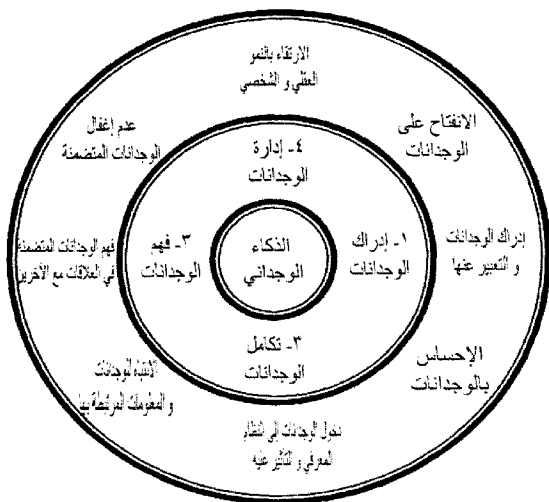 الارتقاء بالنمو
العقلي و الشخصي
الانفتاح على
الوجدانات
عدم إغفال
الوجدانات المتضمنة
٤- إدارة
الوجدانات
إدراك الوجدانات
و التعبير عنها
١- إدراك
الوجدانات
الذكاء
الوجداني
٣- فهم
الوجدانات
فهم الوجدانات المتضمنة
في العلاقات مع الآخرين
٣- تكامل
الوجدانات
الإحساس
بالوجدانات
الانتباه للوجدانات
و المعلومات المرتبطة بها
دخول الوجدانات إلى النظام
المعرفي و التأثير عليه